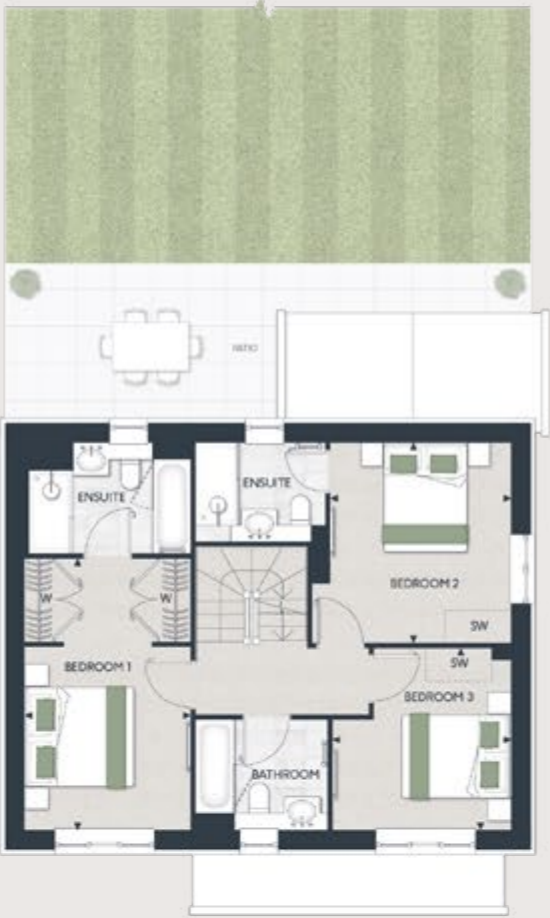 PATIO
ENSUITE
ENSUITE
BEDROOM 2
W
W
SW
BEDROOM 1
SW
BEDROOM 3
BATHROOM